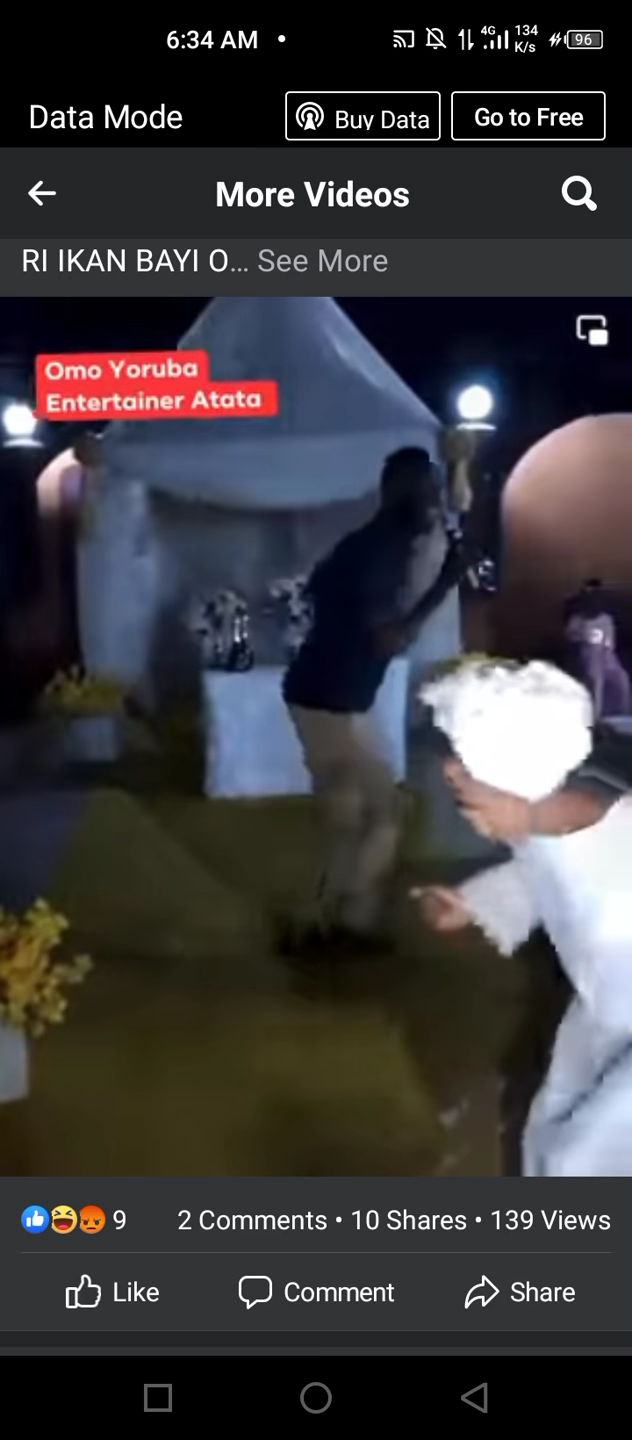 6:34 AM
4G
134
K/s
96
Data Mode
Buy Data
Go to Free
More Videos
RI IKAN BAYI O... See More
Omo Yoruba
Entertainer Atata
9
2 Comments • 10 Shares • 139 Views
Like
Comment
Share